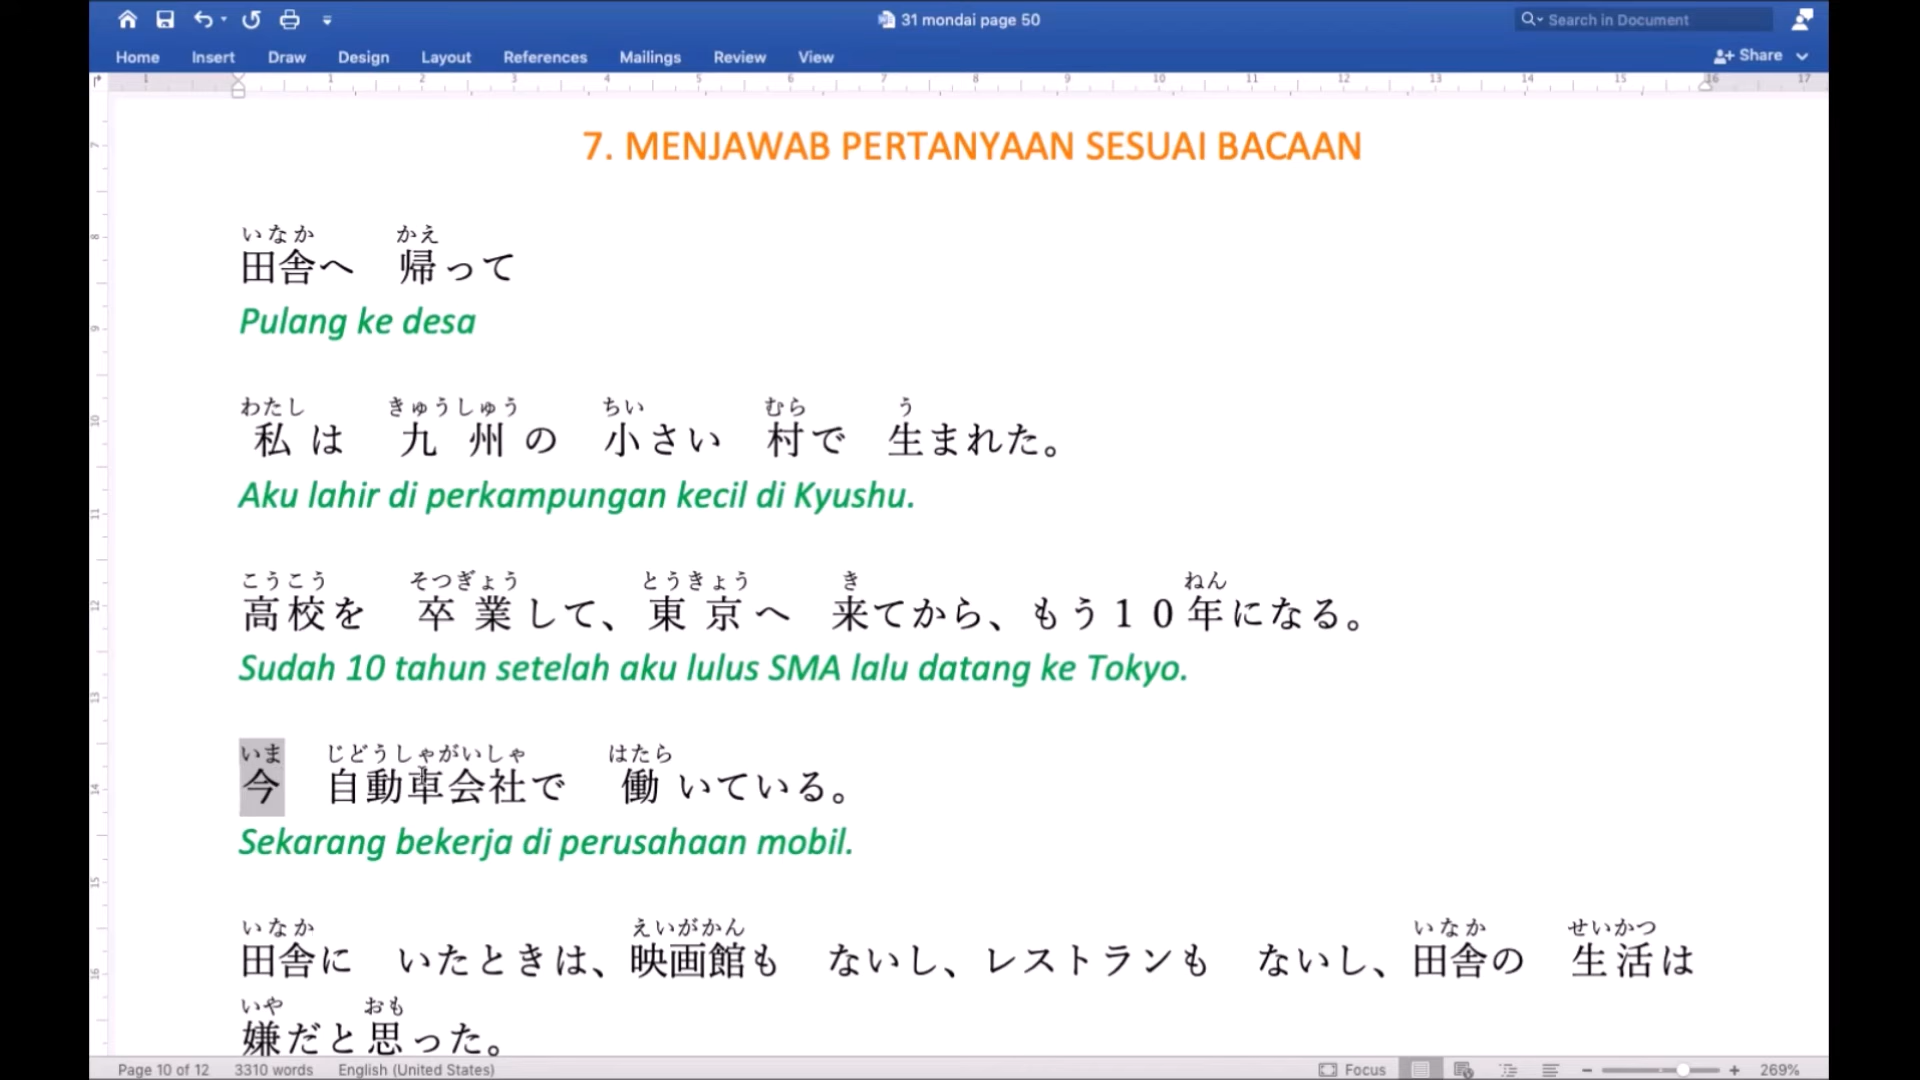 31 mondai page 50
Search in Document
Home Insert Draw Design Layout References Mailings Review View
Share
7. MENJAWAB PERTANYAAN SESUAI BACAAN
いなか かえ
田舎へ 帰って
Pulang ke desa
わたし きゅうしゅう ちい むら う
私は 九州の 小さい 村で 生まれた。
Aku lahir di perkampungan kecil di Kyushu.
こうこう そつぎょう とうきょう き ねん
高校を 卒業して、東京へ 来てから、もう１０年になる。
Sudah 10 tahun setelah aku lulus SMA lalu datang ke Tokyo.
いま じどうしゃがいしゃ はたら
今 自動車会社で 働いている。
Sekarang bekerja di perusahaan mobil.
いなか えいがかん いなか せいかつ
田舎に いたときは、映画館も ないし、レストランも ないし、田舎の 生活は
いや おも
嫌だと思った。
Page 10 of 12 3310 words English (United States) Focus 269%